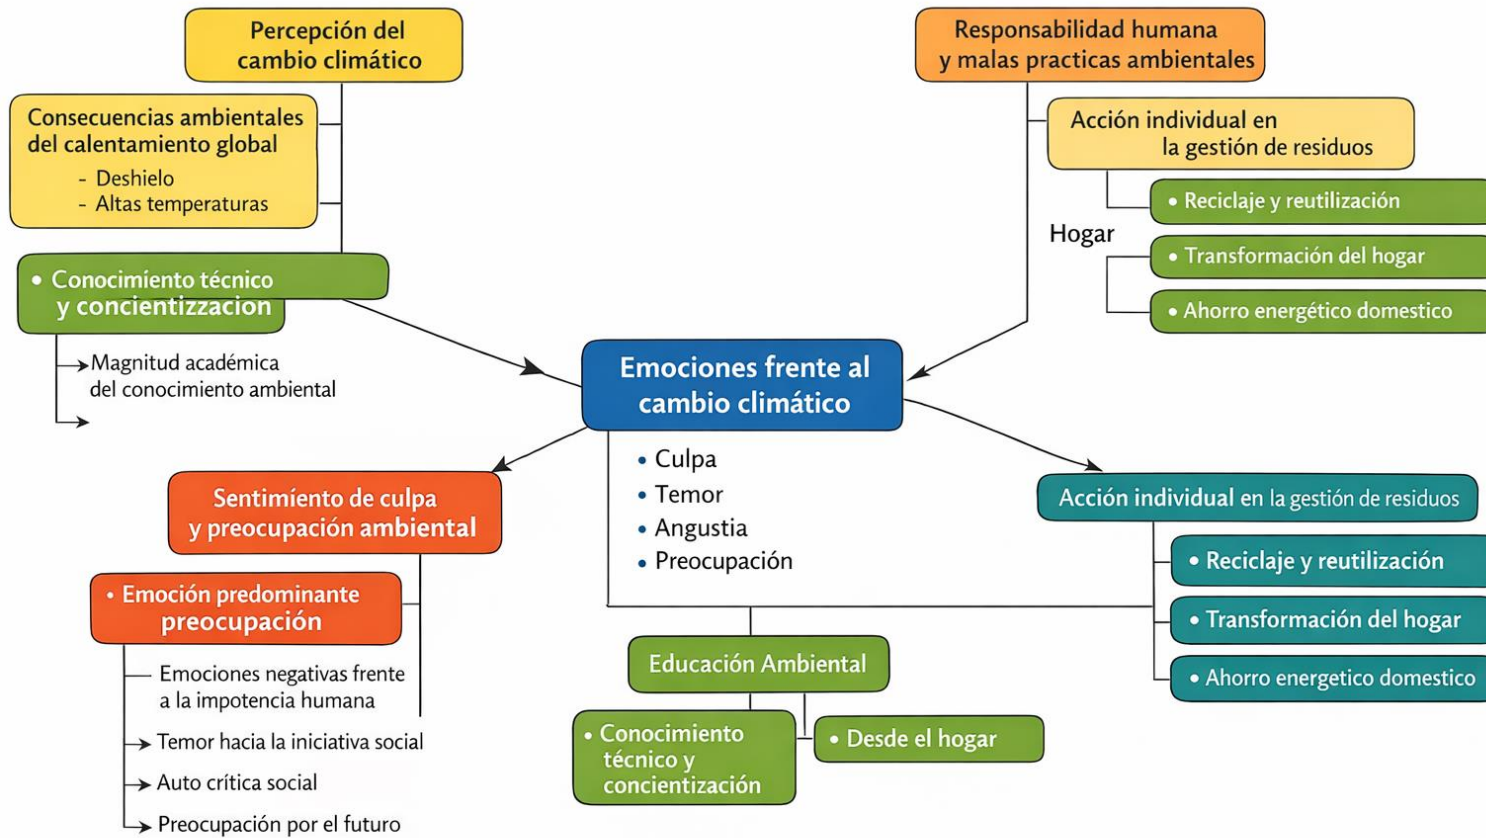 Percepción del
cambio climático
Consecuencias ambientales
del calentamiento global
- Deshielo
- Altas temperaturas
• Conocimiento técnico
y concientizzacion
Magnitud académica
del conocimiento ambiental
Responsabilidad humana
y malas practicas ambientales
Acción individual en
la gestión de residuos
• Reciclaje y reutilización
Hogar
• Transformación del hogar
• Ahorro energético domestico
Emociones frente al
cambio climático
• Culpa
• Temor
• Angustia
• Preocupación
Sentimiento de culpa
y preocupación ambiental
• Emoción predominante
preocupación
Emociones negativas frente
a la impotencia humana
Temor hacia la iniciativa social
Auto crítica social
Preocupación por el futuro
Educación Ambiental
• Conocimiento
técnico y
concientización
• Desde el hogar
Acción individual en la gestión de residuos
• Reciclaje y reutilización
• Transformación del hogar
• Ahorro energetico domestico